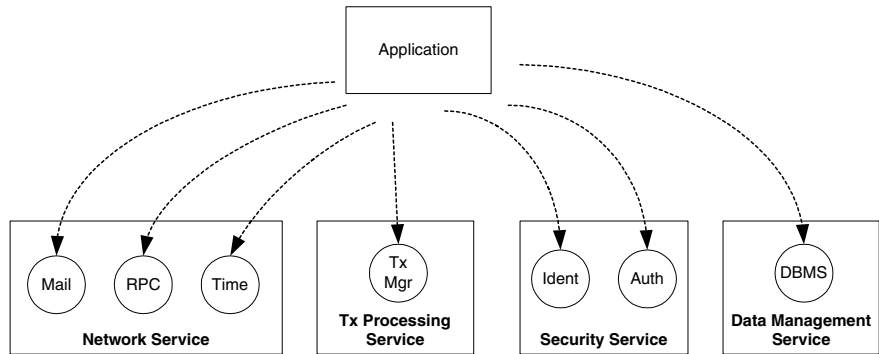 Application
Mail
RPC
Time
Tx
Mgr
Ident
Auth
DBMS
Network Service
Tx Processing
Service
Security Service
Data Management
Service